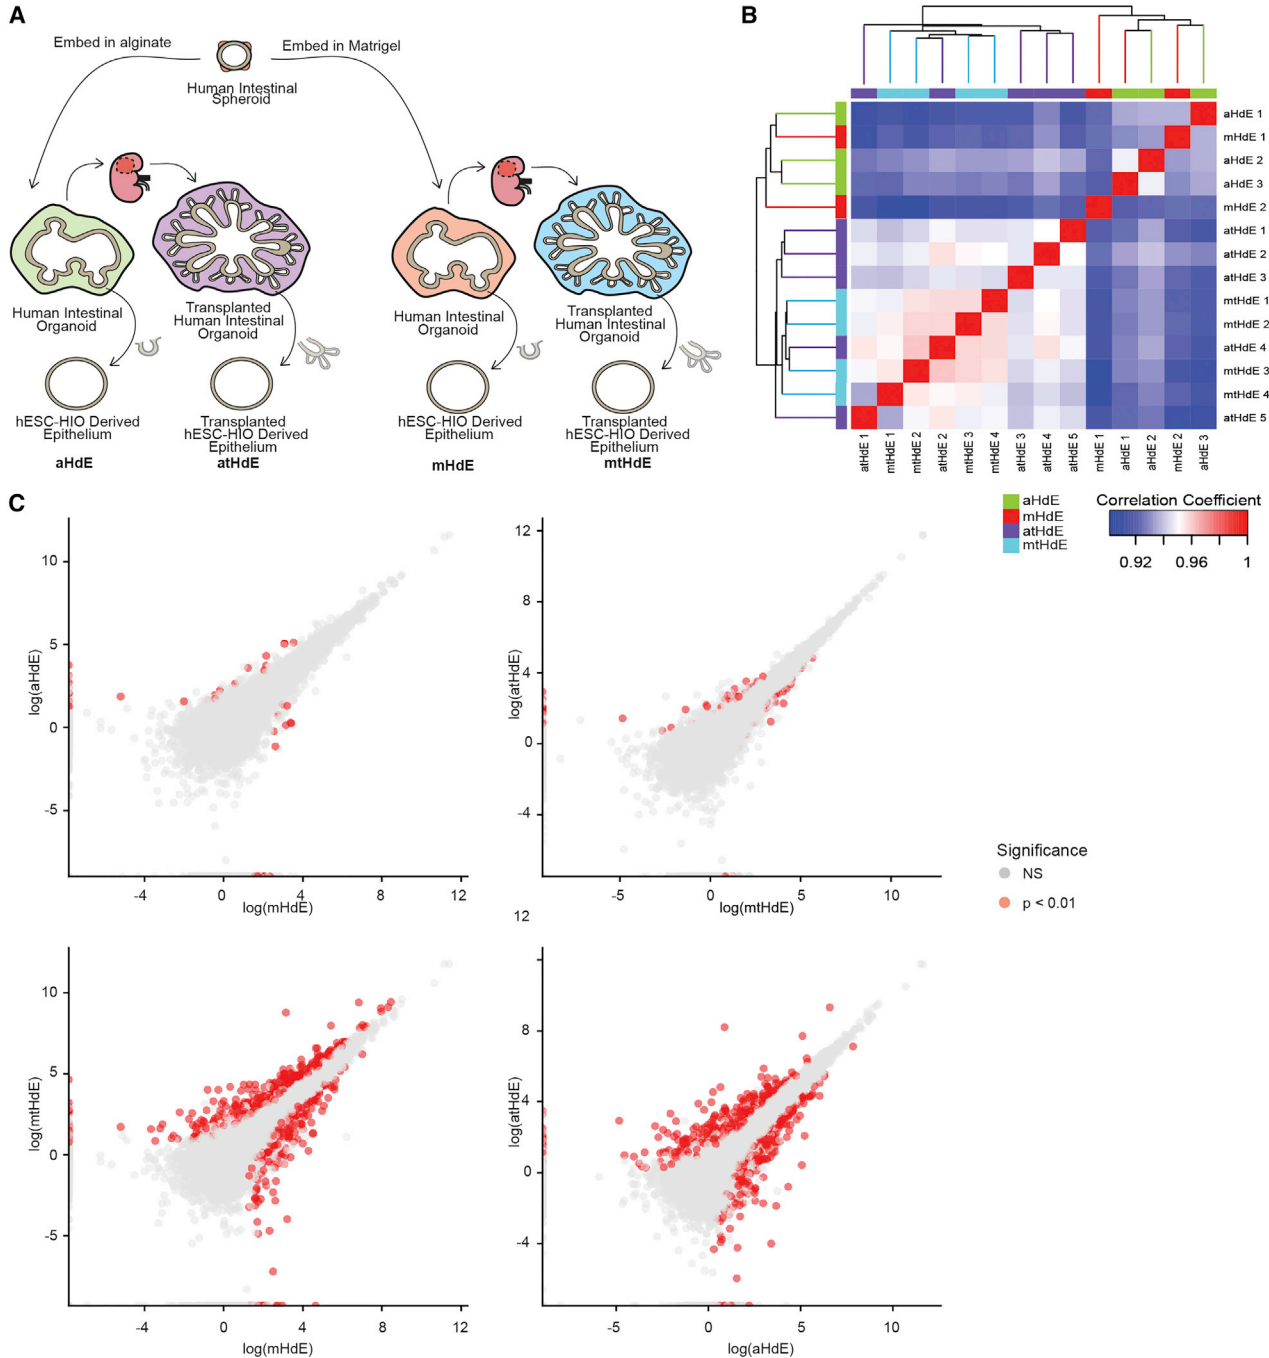 A
Embed in alginate
Embed in Matrigel
Human Intestinal
Spheroid
Human Intestinal
Organoid
Transplanted
Human Intestinal
Organoid
Human Intestinal
Organoid
Transplanted
Human Intestinal
Organoid
hESC-HIO Derived
Epithelium
aHdE
Transplanted
hESC-HIO Derived
Epithelium
atHdE
hESC-HIO Derived
Epithelium
mHdE
Transplanted
hESC-HIO Derived
Epithelium
mtHdE
B
aHdE 1
mHdE 1
aHdE 2
aHdE 3
mHdE 2
atHdE 1
atHdE 2
atHdE 3
mtHdE 1
mtHdE 2
atHdE 4
mtHdE 3
mtHdE 4
atHdE 5
atHdE 1
mtHdE 1
mtHdE 2
atHdE 2
mtHdE 3
mtHdE 4
atHdE 3
atHdE 4
atHdE 5
mHdE 1
aHdE 1
aHdE 2
mHdE 2
aHdE 3
aHdE
mHdE
atHdE
mtHdE
Correlation Coefficient
0.92 0.96 1
C
log(aHdE)
10
5
0
-5
-4 0 4 8 12
log(mHdE)
log(atHdE)
12
8
4
0
-4
-5 0 5 10
log(mtHdE)
Significance
NS
p < 0.01
log(mtHdE)
10
5
0
-5
-4 0 4 8 12
log(mHdE)
log(atHdE)
12
8
4
0
-4
-5 0 5 10
log(aHdE)